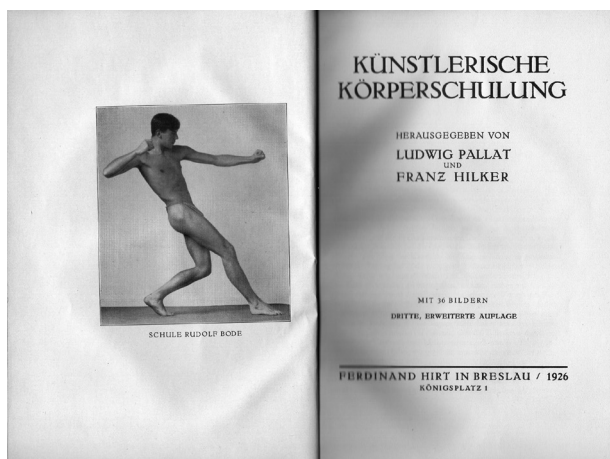 SCHULE RUDOLF BODE
KÜNSTLERISCHE
KÖRPERSCHULUNG
HERAUSGEGEBEN VON
LUDWIG PALLAT
UND
FRANZ HILKER
MIT 36 BILDERN
DRITTE, ERWEITERTE AUFLAGE
FERDINAND HIRT IN BRESLAU / 1926
KÖNIGSPLATZ 1